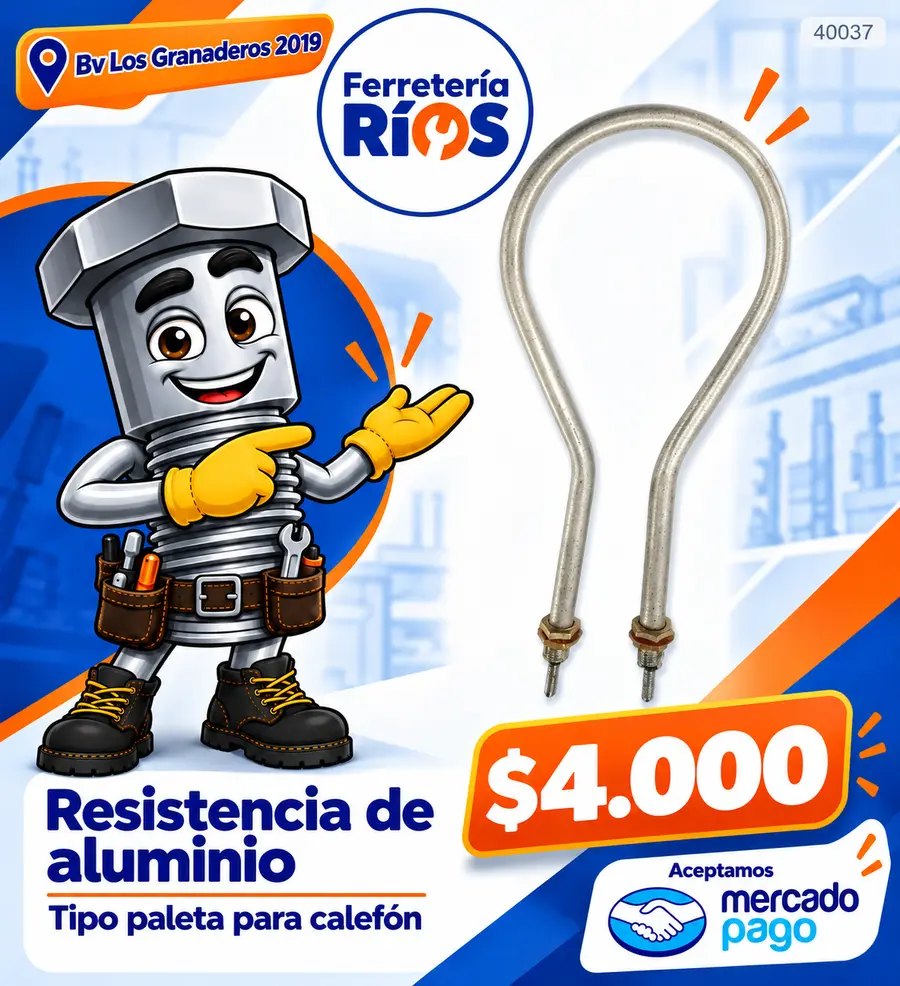 Bv Los Granaderos 2019
Ferretería
RÍOS
40037
$4.000
Resistencia de
aluminio
Tipo paleta para calefón
Aceptamos
mercado
pago